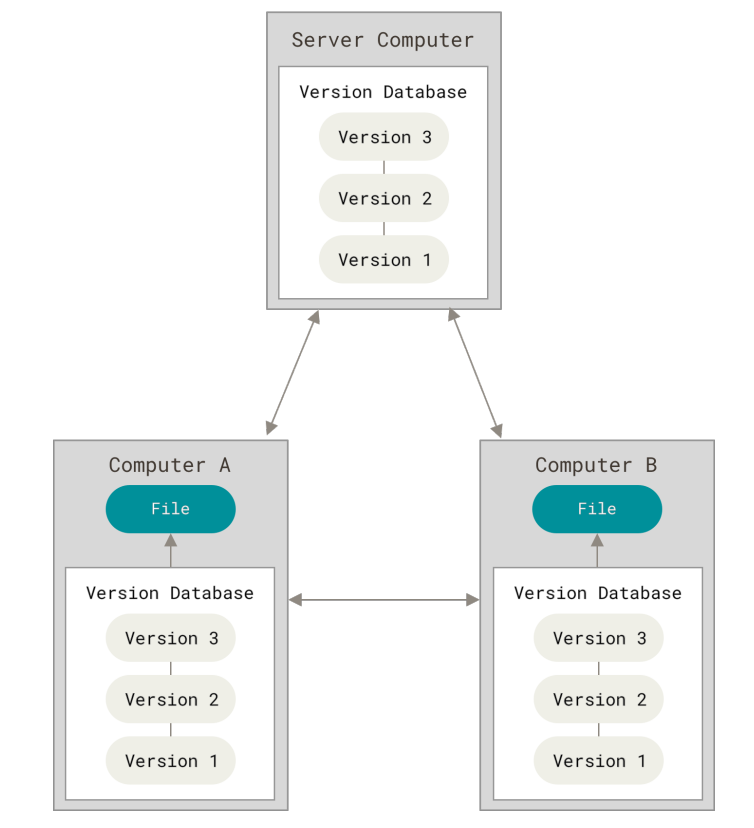 Server Computer
Version Database
Version 3
Version 2
Version 1
Computer A
File
Version Database
Version 3
Version 2
Version 1
Computer B
File
Version Database
Version 3
Version 2
Version 1